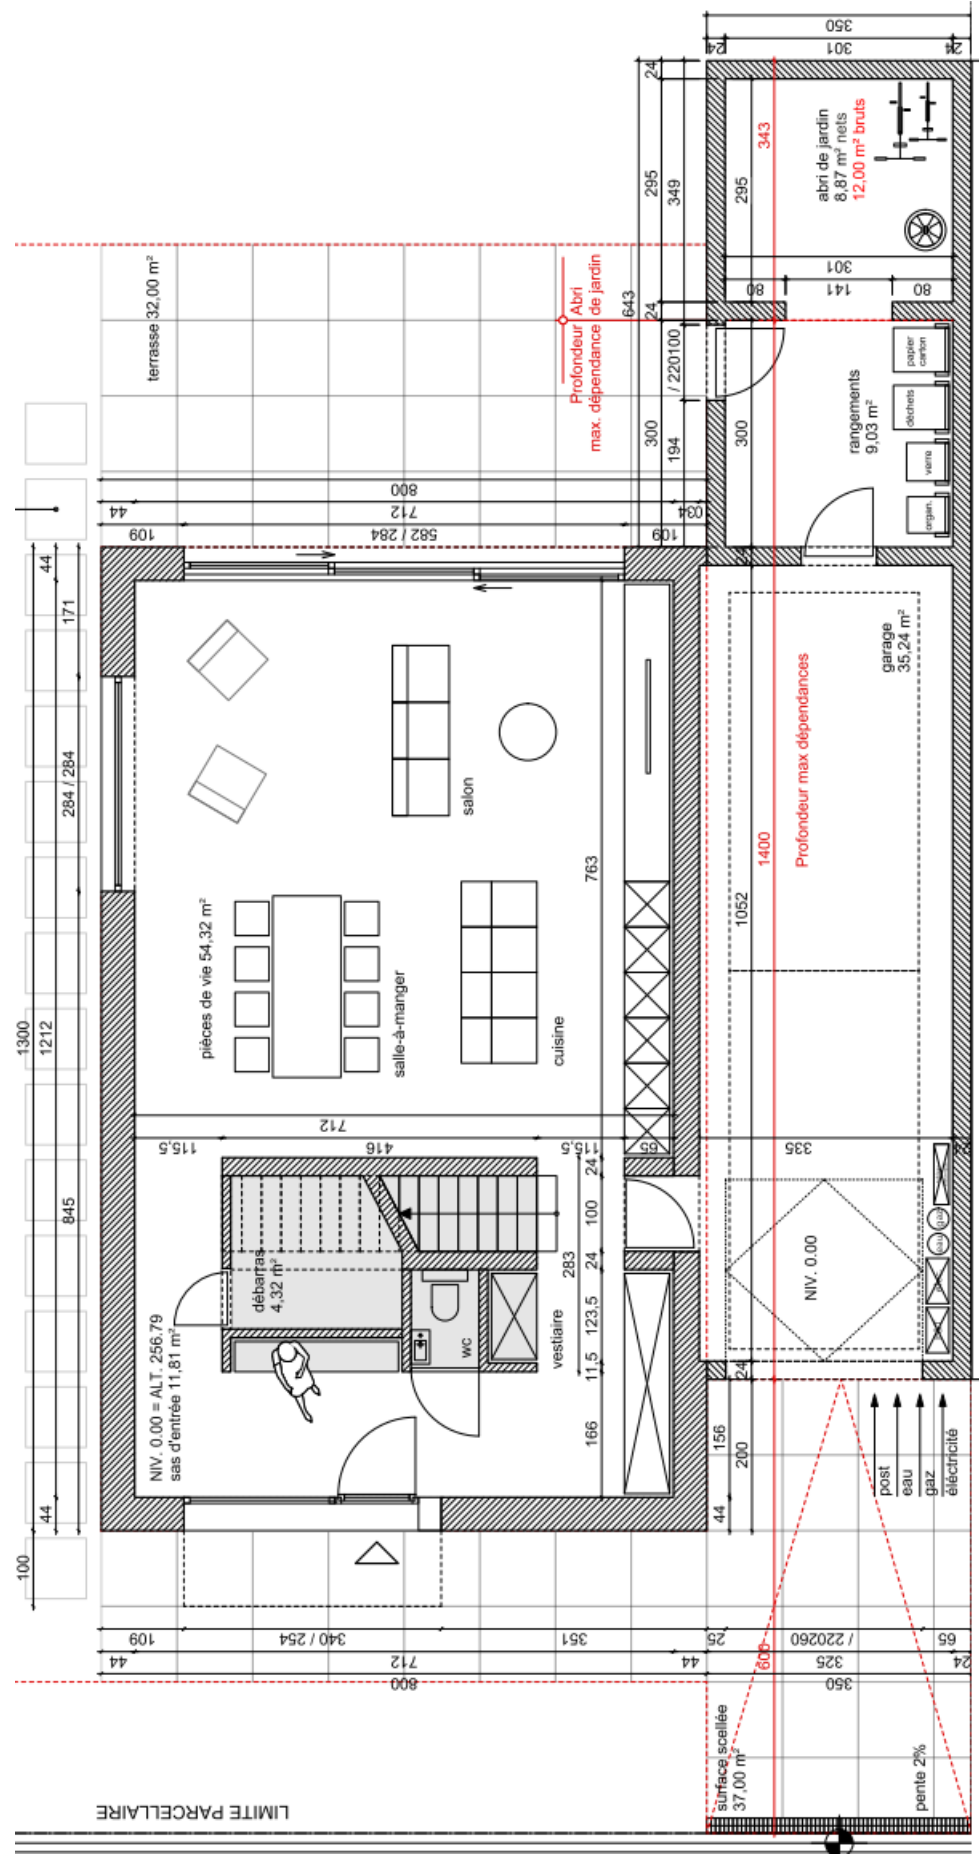 350
24
301
24
24
295
349
643
24
/ 220100
300
194
295
343
abri de jardin
8,87 m² nets
12,00 m² bruts
301
80
141
80
terrasse 32,00 m²
Profondeur Abri
max. dépendance de jardin
300
rangements
9,03 m²
papier
carton
déchets
verre
organ.
800
44
712
034
109
582 / 284
109
24
44
171
284 / 284
1300
1212
845
44
100
pièces de vie 54,32 m²
salle-à-manger
salon
cuisine
763
garage
35,24 m²
Profondeur max dépendances
1400
1052
712
115,5
416
115,5
65
335
24
24
100
24
283
123,5
11,5
166
débarras
4,32 m²
wc
vestiaire
NIV. 0.00 = ALT. 256.79
sas d'entrée 11,81 m²
NIV. 0.00
24
156
200
44
post
eau
gaz
éléctricité
109
340 / 254
351
25
/ 220260
65
44
712
44
600
325
24
800
350
surface scellée
37,00 m²
pente 2%
LIMITE PARCELLAIRE